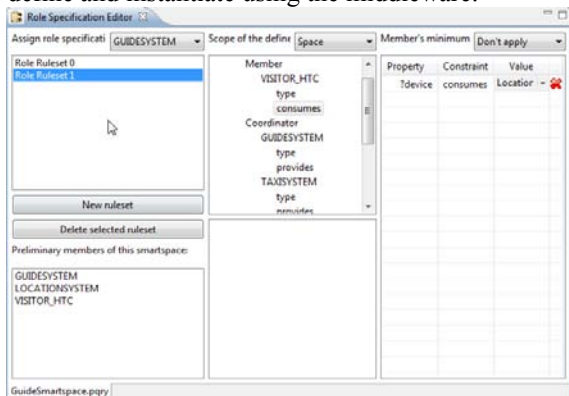 define and instantiate using the middleware.
Role Specification Editor
Assign role specificati GUIDESYSTEM
Scope of the define Space
Member's minimum Don't apply
Role Ruleset 0
Role Ruleset 1
New ruleset
Delete selected ruleset
Preliminary members of this smartspace:
GUIDESYSTEM
LOCATIONSYSTEM
VISITOR_HTC
Member
VISITOR_HTC
type
consumes
Coordinator
GUIDESYSTEM
type
provides
TAXISYSTEM
type
provides
Property Constraint Value
?device consumes Locatior
GuideSmartspace.pqry